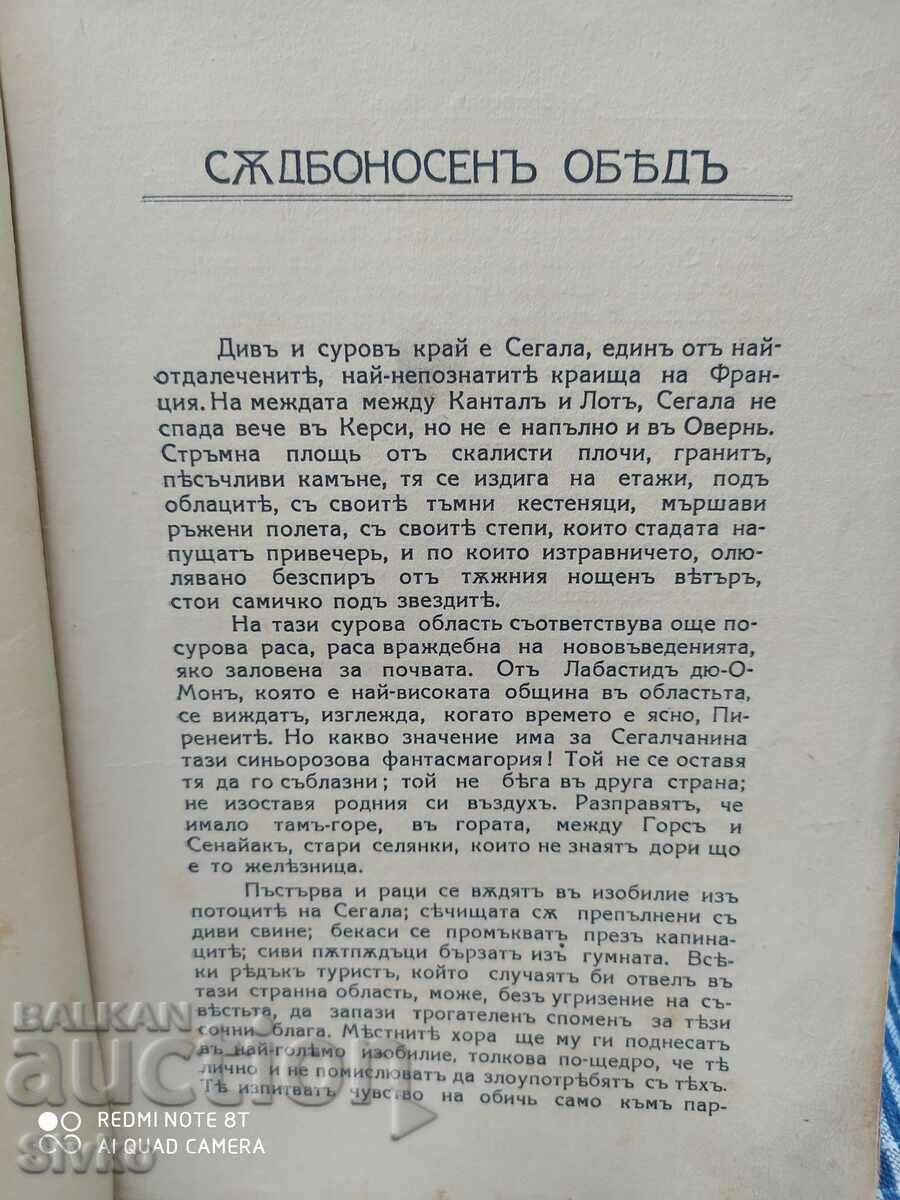 СѪДБОНОСЕНЪ ОБѢДЪ
Дивъ и суровъ край е Сегала, единъ отъ най-
отдалеченитѣ, най-непознатитѣ краища на Фран-
ция. На междата между Канталъ и Лотъ, Сегала не
спада вече въ Керси, но не е напълно и въ Овернь.
Стръмна площь отъ скалисти плочи, гранитъ,
пѣсъчливи камъне, тя се издига на етажи, подъ
облацитѣ, съ своитѣ тъмни кестеняци, мършави
ръжени полета, съ своитѣ степи, които стадата на-
пущатъ привечерь, и по които изтравничето, олю-
лявано безспиръ отъ тѫжния нощенъ вѣтъръ,
стои самичко подъ звездитѣ.
На тази сурова область съответствува още по-
сурова раса, раса враждебна на нововъведенията,
яко заловена за почвата. Отъ Лабастидъ дю-О-
Монъ, която е най-високата община въ областьта,
се виждатъ, изглежда, когато времето е ясно, Пи-
ренеитѣ. Но какво значение има за Сегалчанина
тази синьорозова фантасмагория! Той не се оставя
тя да го съблазни; той не бѣга въ друга страна;
не изоставя родния си въздухъ. Разправятъ, че
имало тамъ-горе, въ гората, между Горсъ и
Сенайакъ, стари селянки, които не знаятъ дори що
е то желѣзница.
Пъстърва и раци се вѫдятъ въ изобилие изъ
потоцитѣ на Сегала; сѣчищата сѫ препълнени съ
диви свине; бекаси се промъкватъ презъ капина-
цитѣ; сиви пѫтпѫдъци бързатъ изъ гумната. Всѣ-
ки рѣдъкъ туристъ, който случаятъ би отвелъ въ
тази странна область, може, безъ угризение на съ-
вѣстьта, да запази трогателенъ споменъ за тѣзи
сочни блага. Мѣстнитѣ хора ще му ги поднесатъ
въ най-голѣмо изобилие, толкова по-щедро, че тѣ
лично и не помислюватъ да злоупотрѣбятъ съ тѣхъ.
Тѣ изпитватъ чувство на обичь само къмъ пар-
BALKAN
auction
REDMI NOTE 8T
AI QUAD CAMERA
Sivko